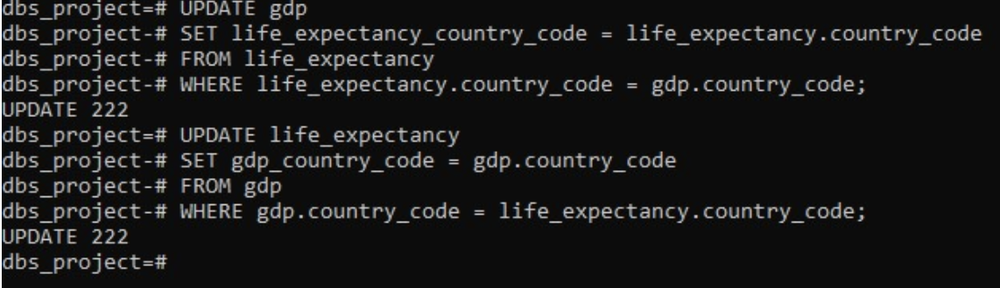 dbs_project=# UPDATE gdp
dbs_project-# SET life_expectancy_country_code = life_expectancy.country_code
dbs_project-# FROM life_expectancy
dbs_project-# WHERE life_expectancy.country_code = gdp.country_code;
UPDATE 222
dbs_project=# UPDATE life_expectancy
dbs_project-# SET gdp_country_code = gdp.country_code
dbs_project-# FROM gdp
dbs_project-# WHERE gdp.country_code = life_expectancy.country_code;
UPDATE 222
dbs_project=#